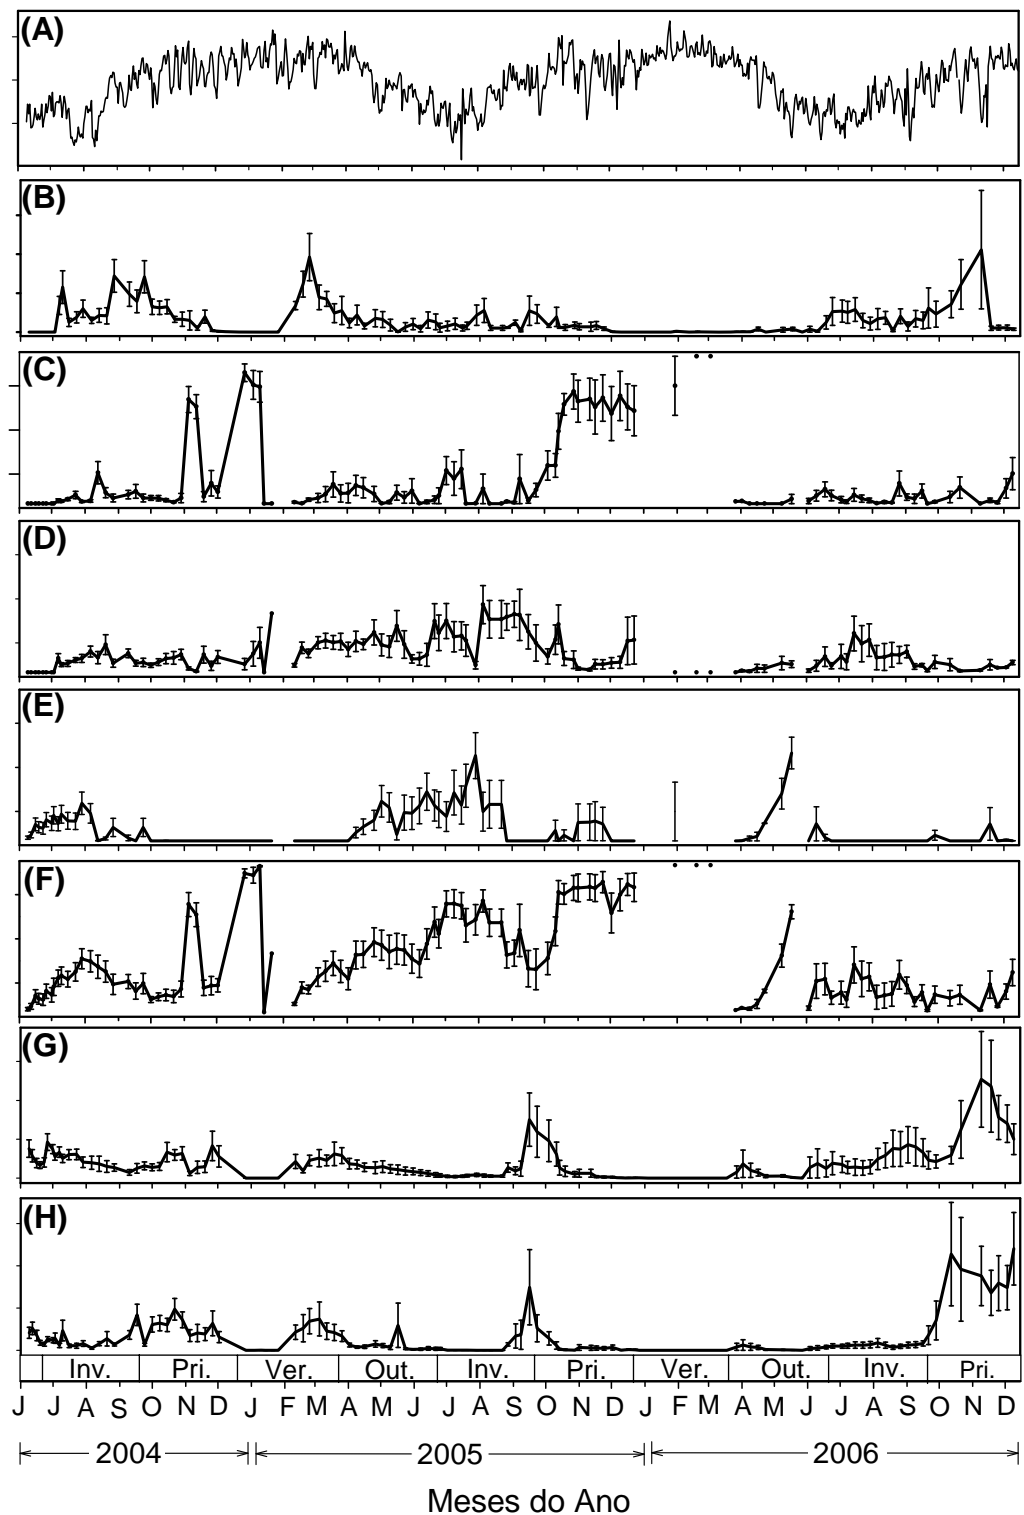 (A)
(B)
(C)
(D)
(E)
(F)
(G)
(H)
Inv. Pri. Ver. Out. Inv. Pri. Ver. Out. Inv. Pri.
J J A S O N D J F M A M J J A S O N D J F M A M J J A S O N D
2004 2005 2006
Meses do Ano